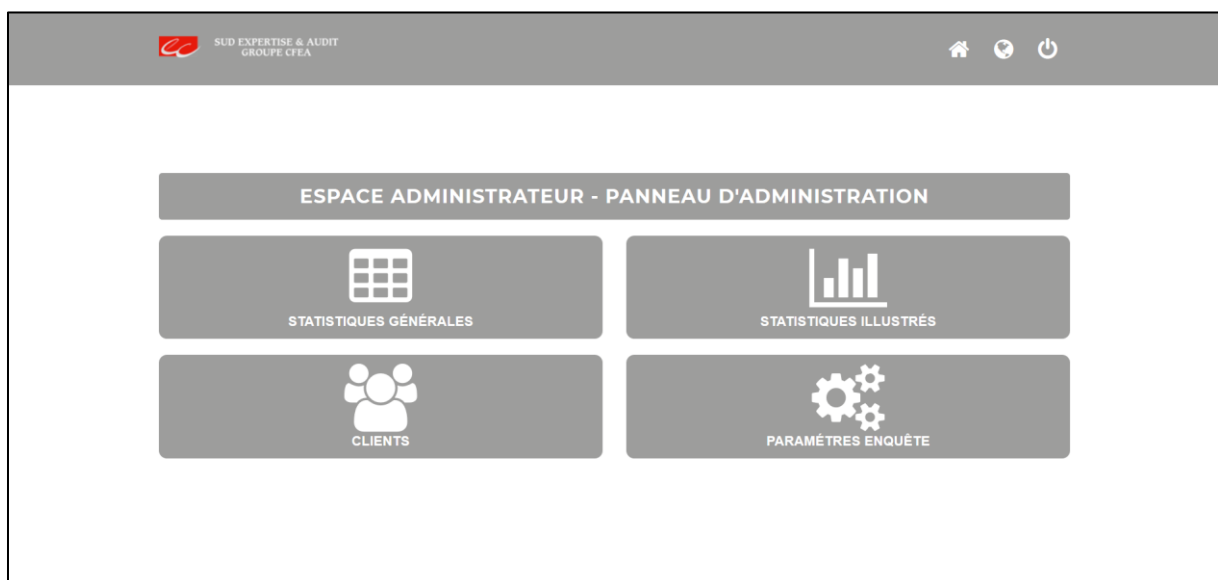 SUD EXPERTISE & AUDIT
GROUPE CFEA
ESPACE ADMINISTRATEUR - PANNEAU D'ADMINISTRATION
STATISTIQUES GÉNÉRALES
STATISTIQUES ILLUSTRÉS
CLIENTS
PARAMÉTRES ENQUÊTE